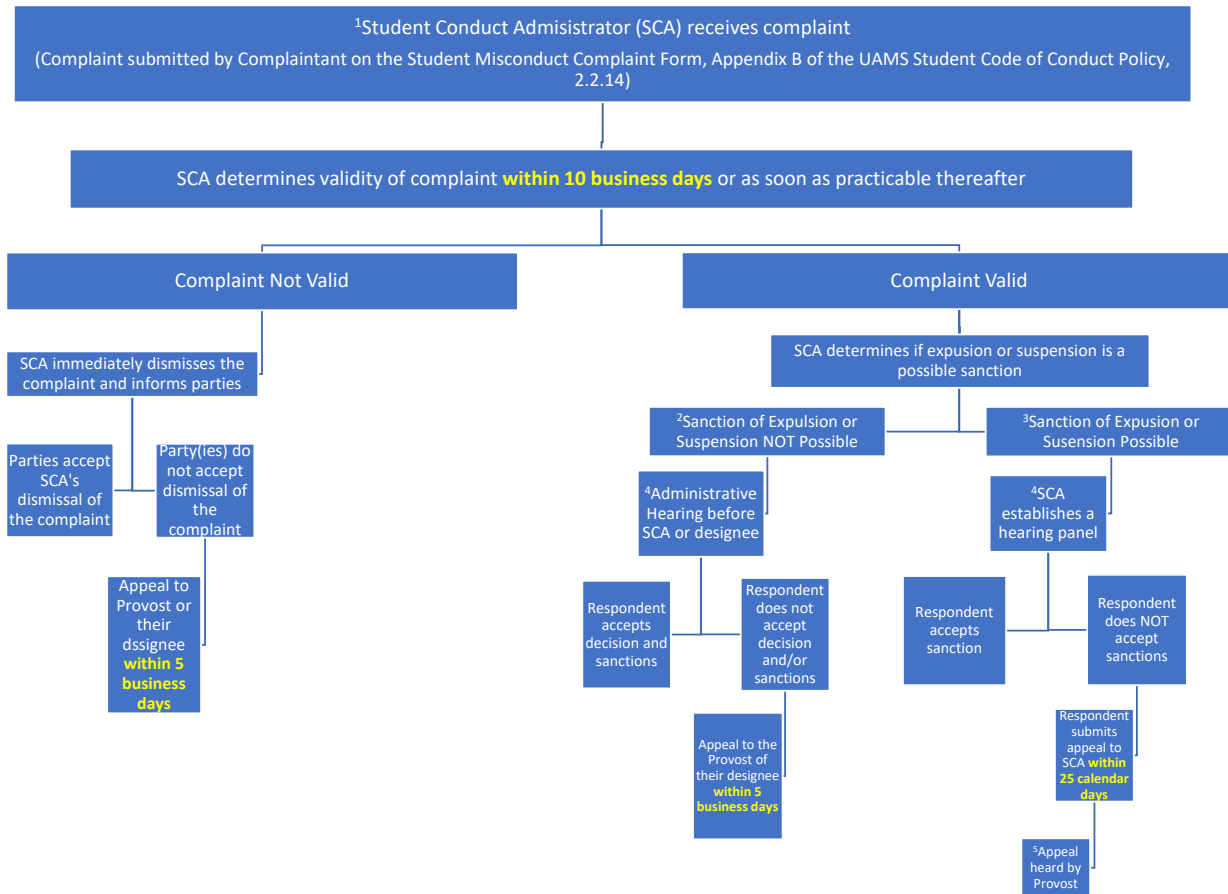 ¹Student Conduct Admisistrator (SCA) receives complaint
(Complaint submitted by Complainant on the Student Misconduct Complaint Form, Appendix B of the UAMS Student Code of Conduct Policy,
2.2.14)
SCA determines validity of complaint within 10 business days or as soon as practicable thereafter
Complaint Not Valid
Complaint Valid
SCA immediately dismisses the
complaint and informs parties
SCA determines if expusion or suspension is a
possible sanction
Parties accept
SCA's
dismissal of
the complaint
Party(ies) do
not accept
dismissal of
the
complaint
Appeal to
Provost or
their
dssignee
within 5
business
days
²Sanction of Expulsion or
Suspension NOT Possible
³Sanction of Expusion or
Susension Possible
⁴Administrative
Hearing before
SCA or designee
⁴SCA
establishes a
hearing panel
Respondent
accepts
decision and
sanctions
Respondent
does not
accept
decision
and/or
sanctions
Appeal to the
Provost of
their designee
within 5
business days
Respondent
accepts
sanction
Respondent
does NOT
accept
sanctions
Respondent
submits
appeal to
SCA within
25 calendar
days
⁵Appeal
heard by
Provost